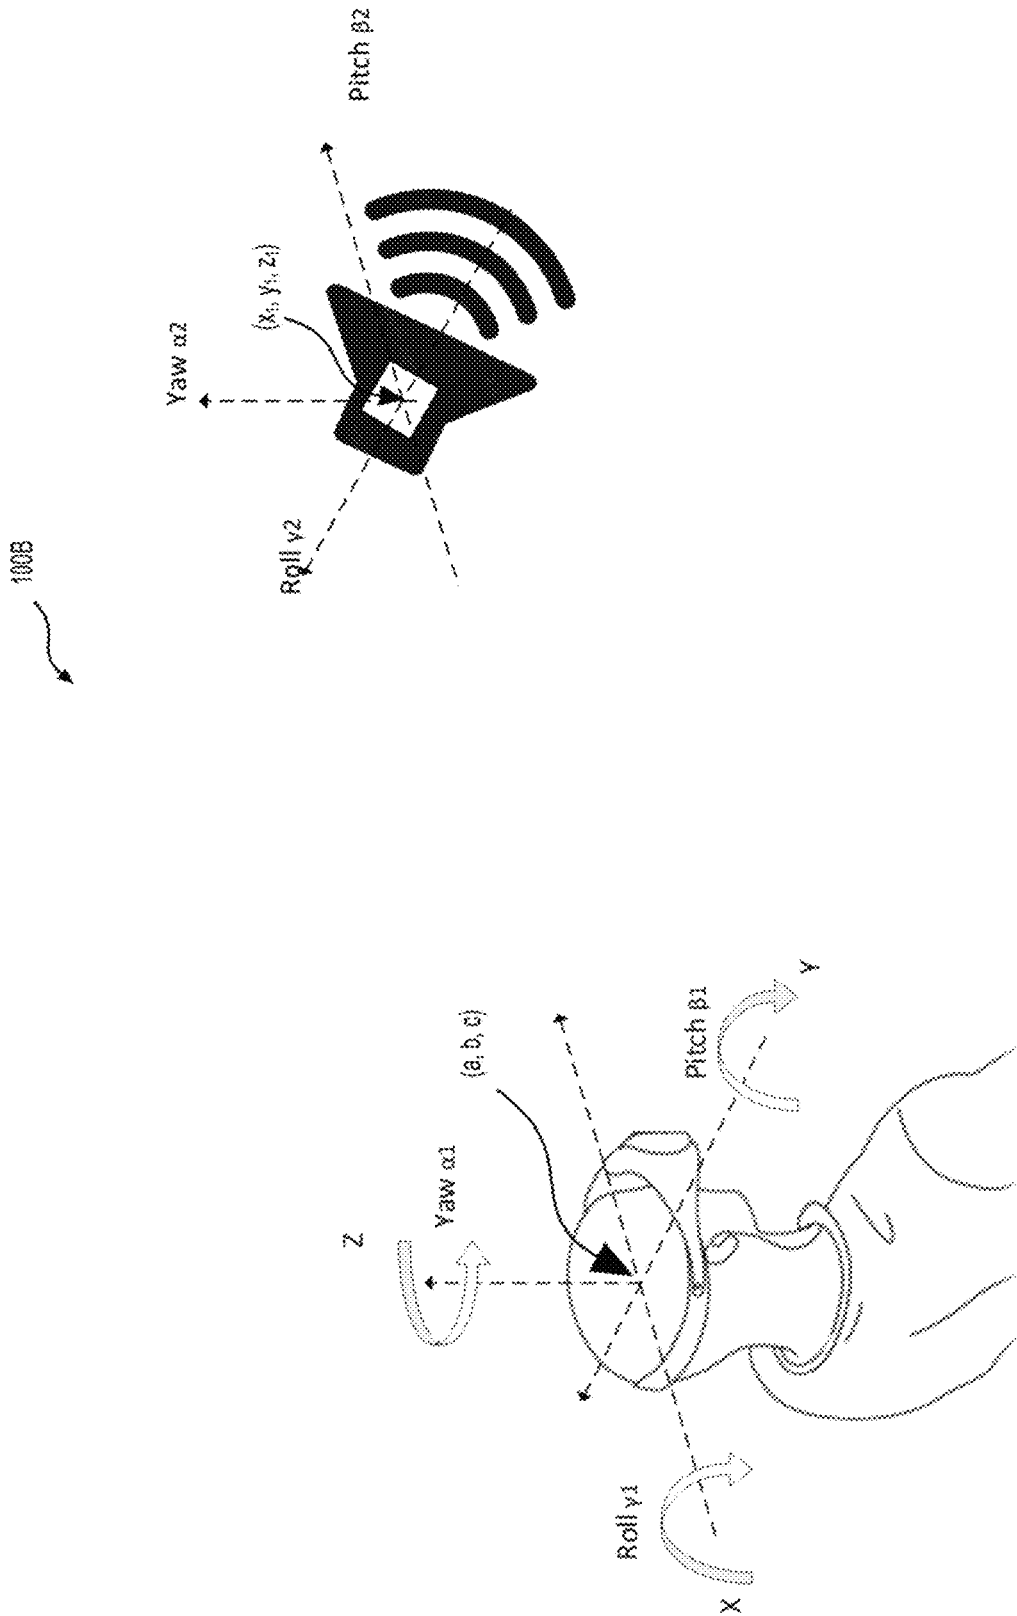 100B
Roll γ2
Yaw α2
(x₁, y₁, z₁)
Pitch β2
Z
Yaw α1
(a, b, c)
Roll γ1
X
Pitch β1
Y